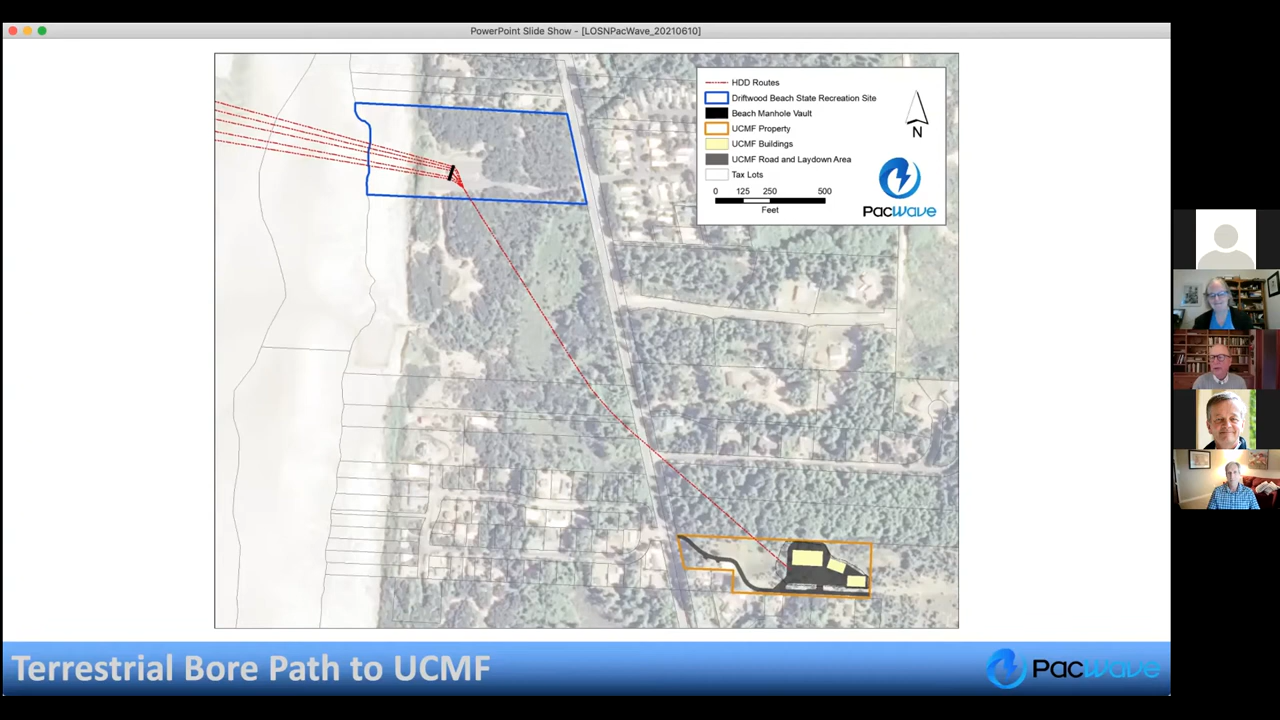 PowerPoint Slide Show - [LOSNPacWave_20210610]
HDD Routes
Driftwood Beach State Recreation Site
Beach Manhole Vault
UCMF Property
UCMF Buildings
UCMF Road and Laydown Area
Tax Lots
0 125 250 500
Feet
N
PacWave
Terrestrial Bore Path to UCMF
PacWave